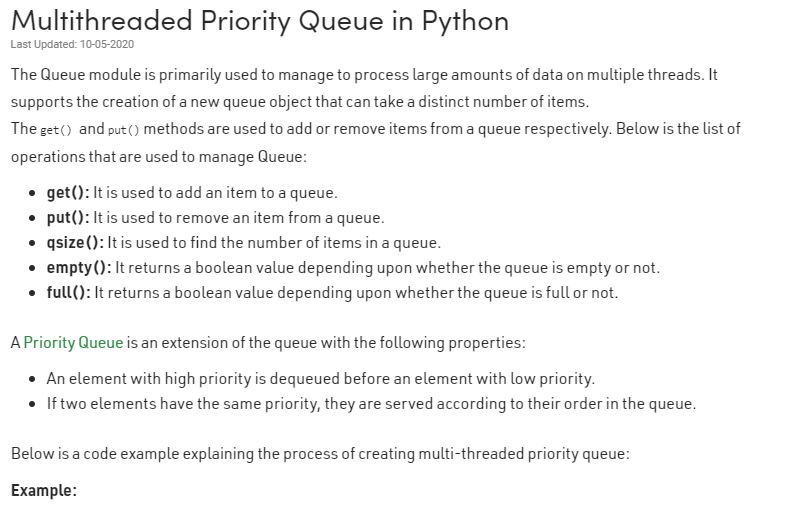 Multithreaded Priority Queue in Python
Last Updated: 10-05-2020
The Queue module is primarily used to manage to process large amounts of data on multiple threads. It
supports the creation of a new queue object that can take a distinct number of items.
The get() and put() methods are used to add or remove items from a queue respectively. Below is the list of
operations that are used to manage Queue:
• get(): It is used to add an item to a queue.
• put(): It is used to remove an item from a queue.
• qsize(): It is used to find the number of items in a queue.
• empty(): It returns a boolean value depending upon whether the queue is empty or not.
• full(): It returns a boolean value depending upon whether the queue is full or not.
A Priority Queue is an extension of the queue with the following properties:
• An element with high priority is dequeued before an element with low priority.
• If two elements have the same priority, they are served according to their order in the queue.
Below is a code example explaining the process of creating multi-threaded priority queue:
Example: